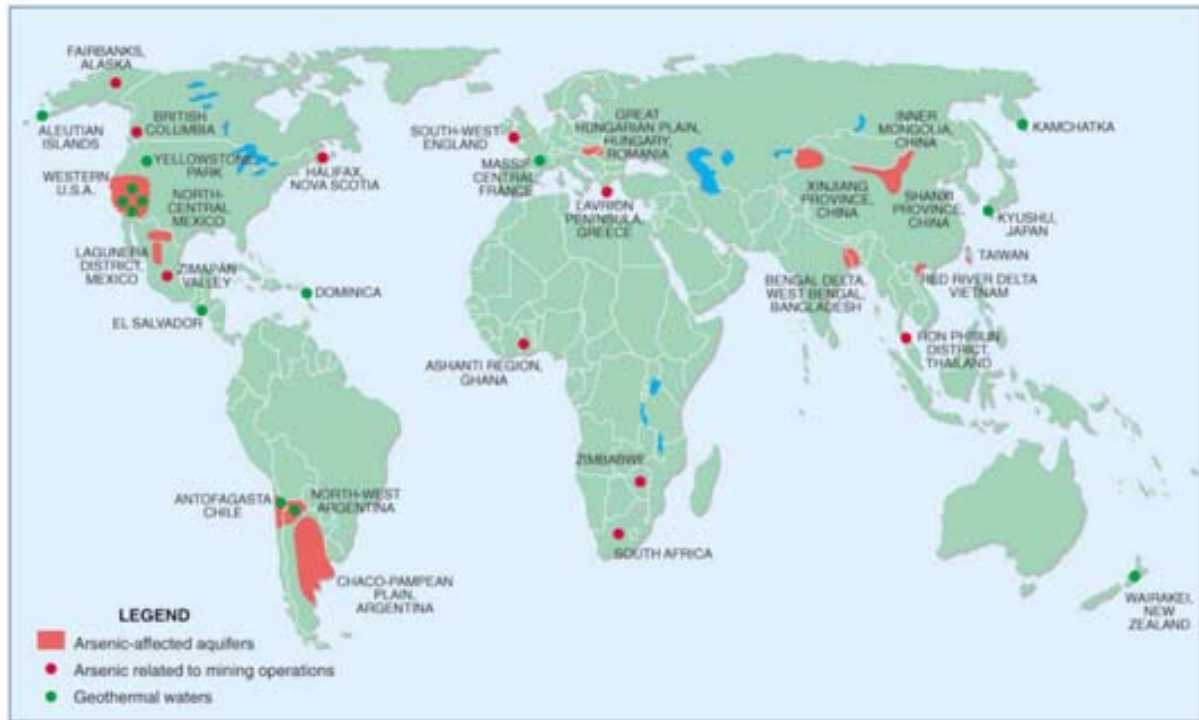 FAIRBANKS,
ALASKA
ALEUTIAN
ISLANDS
BRITISH
COLUMBIA
YELLOWSTONE
PARK
HALIFAX,
NOVA SCOTIA
WESTERN
U.S.A.
NORTH-
CENTRAL
MEXICO
LAGUNERA
DISTRICT,
MEXICO
ZIMAPAN
VALLEY
DOMINICA
EL SALVADOR
SOUTH-WEST
ENGLAND
MASSIF
CENTRAL,
FRANCE
GREAT
HUNGARIAN PLAIN,
HUNGARY,
ROMANIA
LAVRION
PENINSULA,
GREECE
INNER
MONGOLIA,
CHINA
KAMCHATKA
XINJIANG
PROVINCE,
CHINA
SHANXI
PROVINCE,
CHINA
KYUSHU,
JAPAN
TAIWAN
BENGAL DELTA,
WEST BENGAL,
BANGLADESH
RED RIVER DELTA
VIETNAM
RON PHIBUN
DISTRICT,
THAILAND
ASHANTI REGION,
GHANA
ZIMBABWE
SOUTH AFRICA
ANTOFAGASTA
CHILE
NORTH-WEST
ARGENTINA
CHACO-PAMPEAN
PLAIN,
ARGENTINA
WAIRAKEI,
NEW
ZEALAND
LEGEND
Arsenic-affected aquifers
Arsenic related to mining operations
Geothermal waters